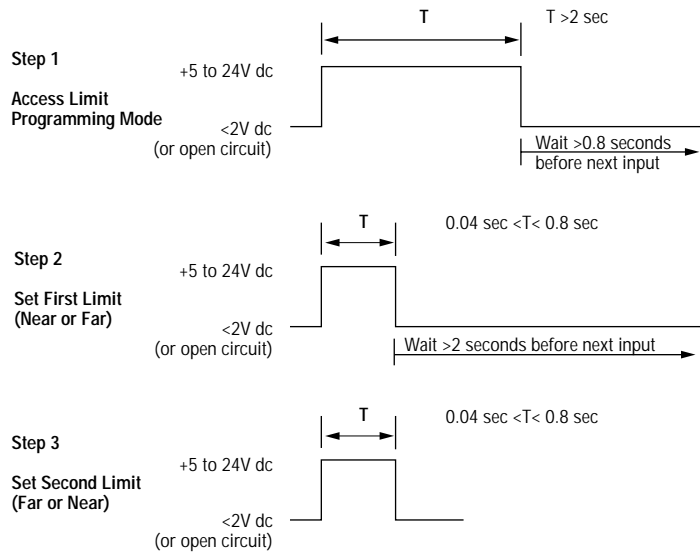 T
T >2 sec
Step 1
+5 to 24V dc
Access Limit
Programming Mode
<2V dc
(or open circuit)
Wait >0.8 seconds
before next input
T
0.04 sec <T< 0.8 sec
Step 2
+5 to 24V dc
Set First Limit
(Near or Far)
<2V dc
(or open circuit)
Wait >2 seconds before next input
T
0.04 sec <T< 0.8 sec
Step 3
+5 to 24V dc
Set Second Limit
(Far or Near)
<2V dc
(or open circuit)